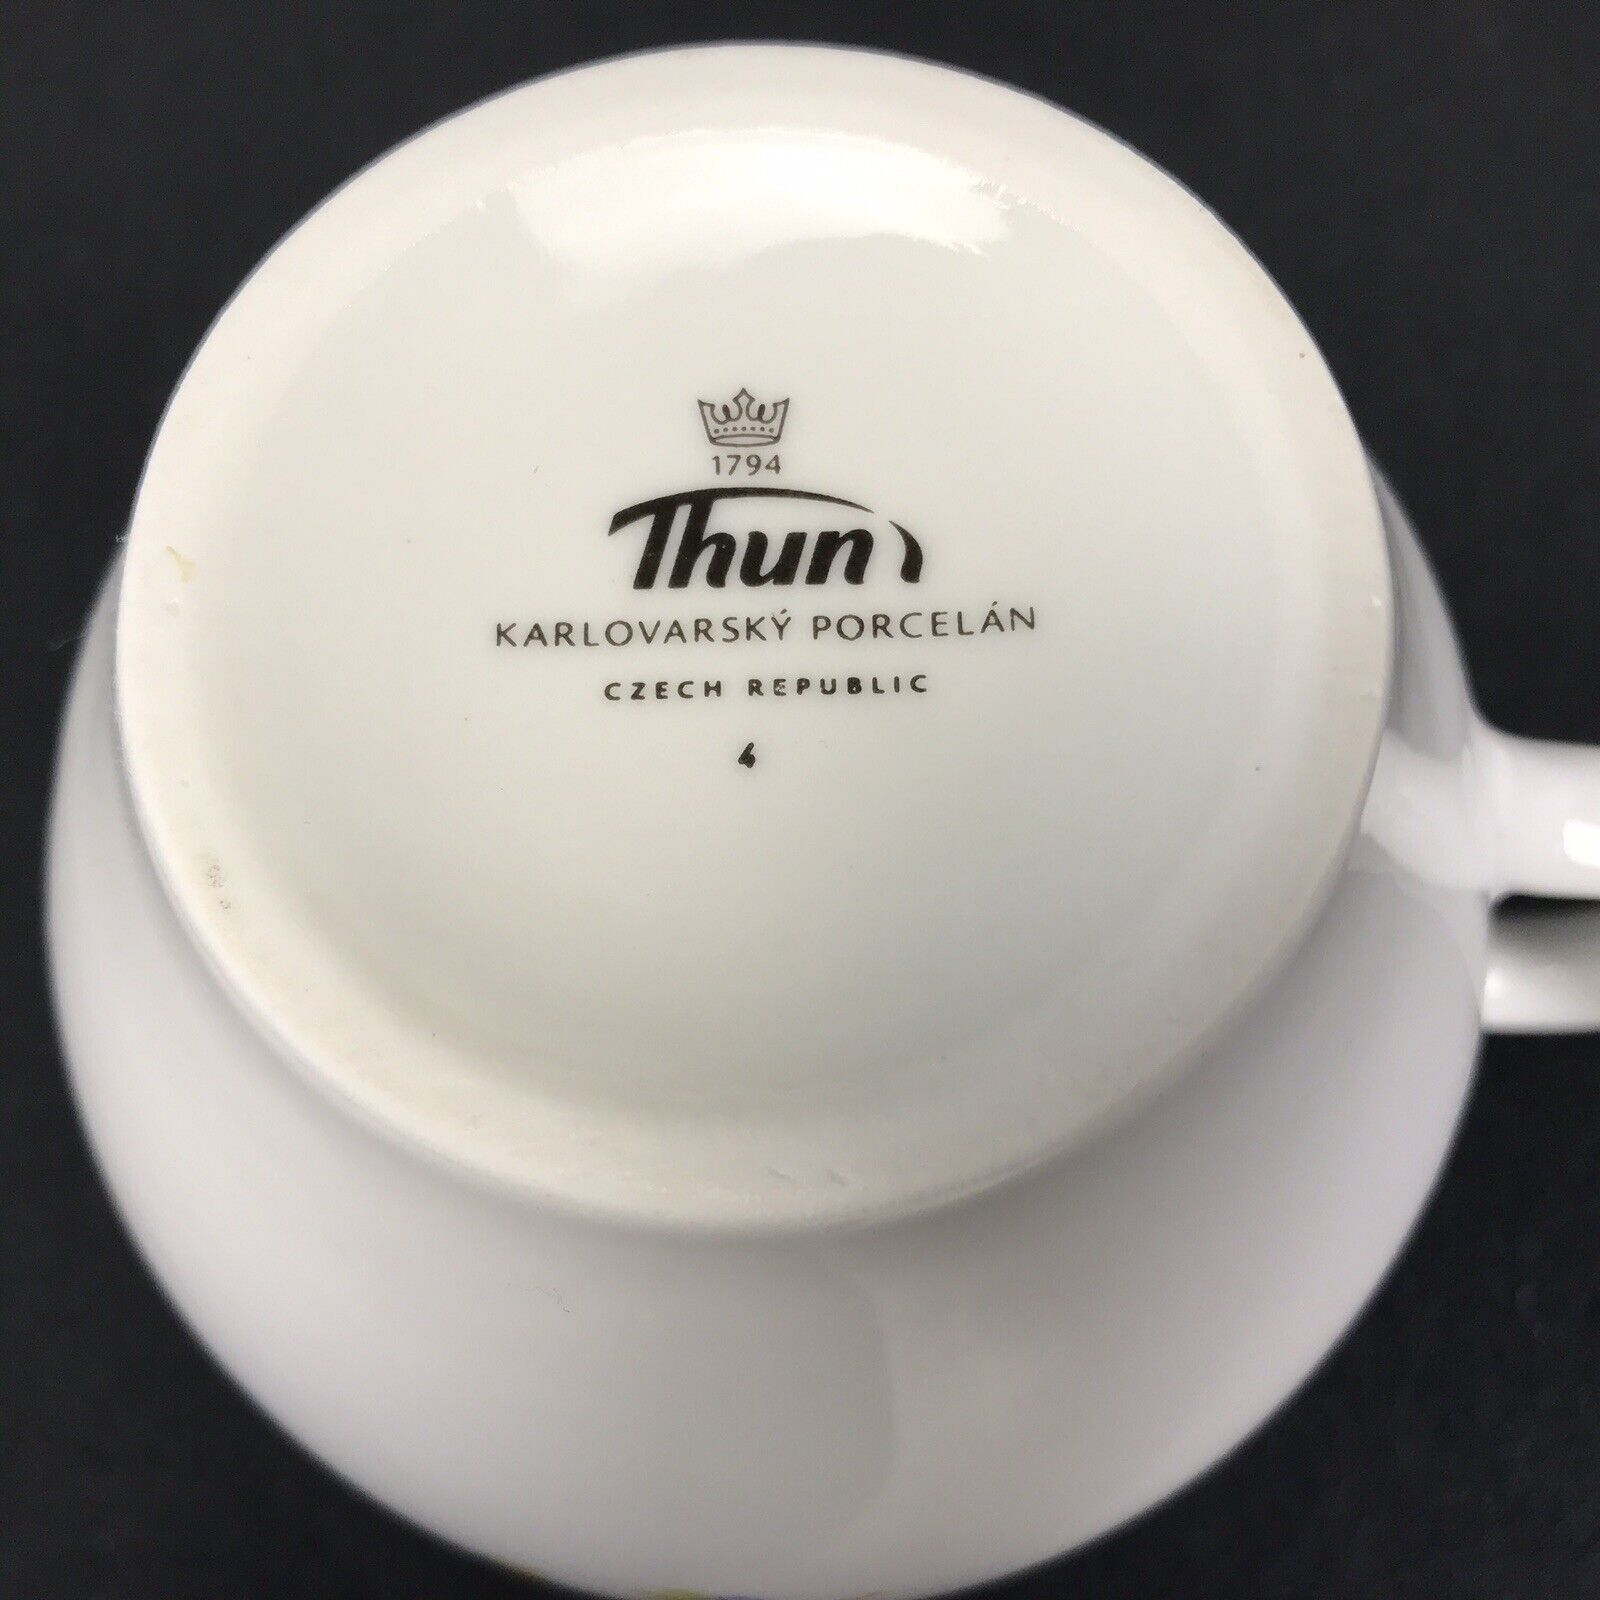 1794
Thun
KARLOVARSKÝ PORCELÁN
CZECH REPUBLIC
4